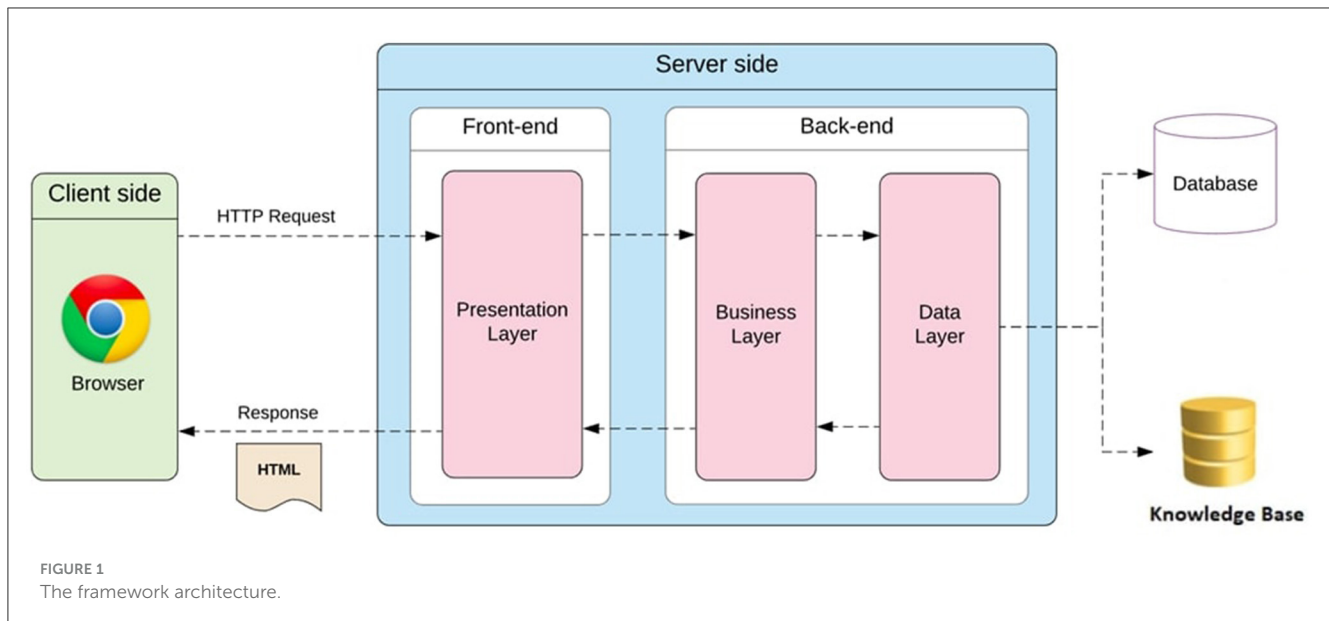 Server side
Front-end
Back-end
Client side
HTTP Request
Database
Presentation
Layer
Business
Layer
Data
Layer
Browser
Response
HTML
Knowledge Base
FIGURE 1
The framework architecture.